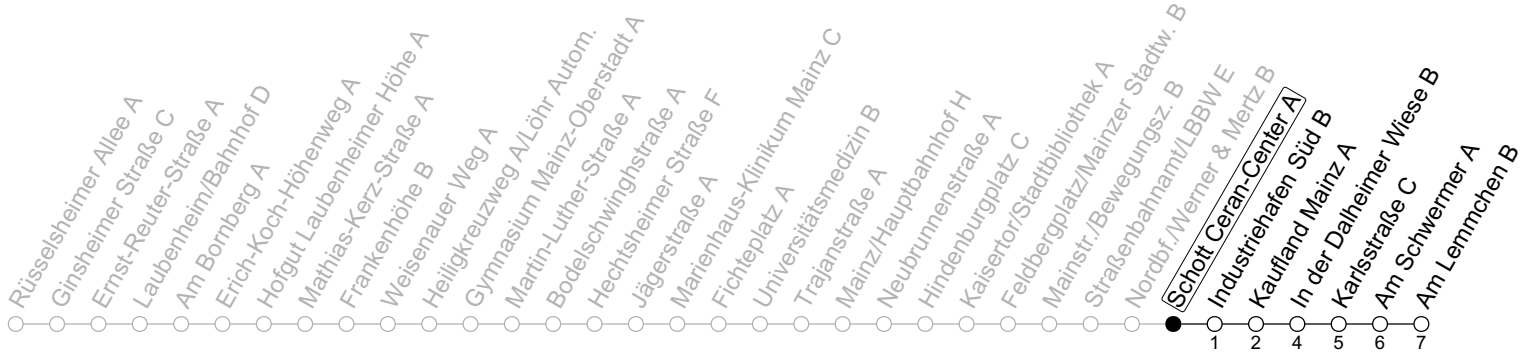 Rüsselsheimer Allee A
Ginsheimer Straße C
Ernst-Reuter-Straße A
Laubenheim/Bahnhof D
Am Bornberg A
Erich-Koch-Höhenweg A
Hofgut Laubenheimer Höhe A
Mathias-Kerz-Straße A
Frankenhöhe B
Weisenauer Weg A
Heiligkreuzweg A/Löhr Autom.
Gymnasium Mainz-Oberstadt A
Martin-Luther-Straße A
Bodelschwinghstraße A
Hechtsheimer Straße F
Jägerstraße A
Marienhaus-Klinikum Mainz C
Fichteplatz A
Universitätsmedizin B
Trajanstraße A
Mainz/Hauptbahnhof H
Neubrunnenstraße A
Hindenburgplatz C
Kaisertor/Stadtbibliothek A
Feldbergplatz/Mainzer Stadtw. B
Mainstr./Bewegungsz. B
Straßenbahnamt/LBBW E
Nordbf./Werner & Mertz B
Schott Ceran-Center A
Industriehafen Süd B
Kaufland Mainz A
In der Dalheimer Wiese B
Karlsstraße C
Am Schwermer A
Am Lemmchen B
1 2 4 5 6 7